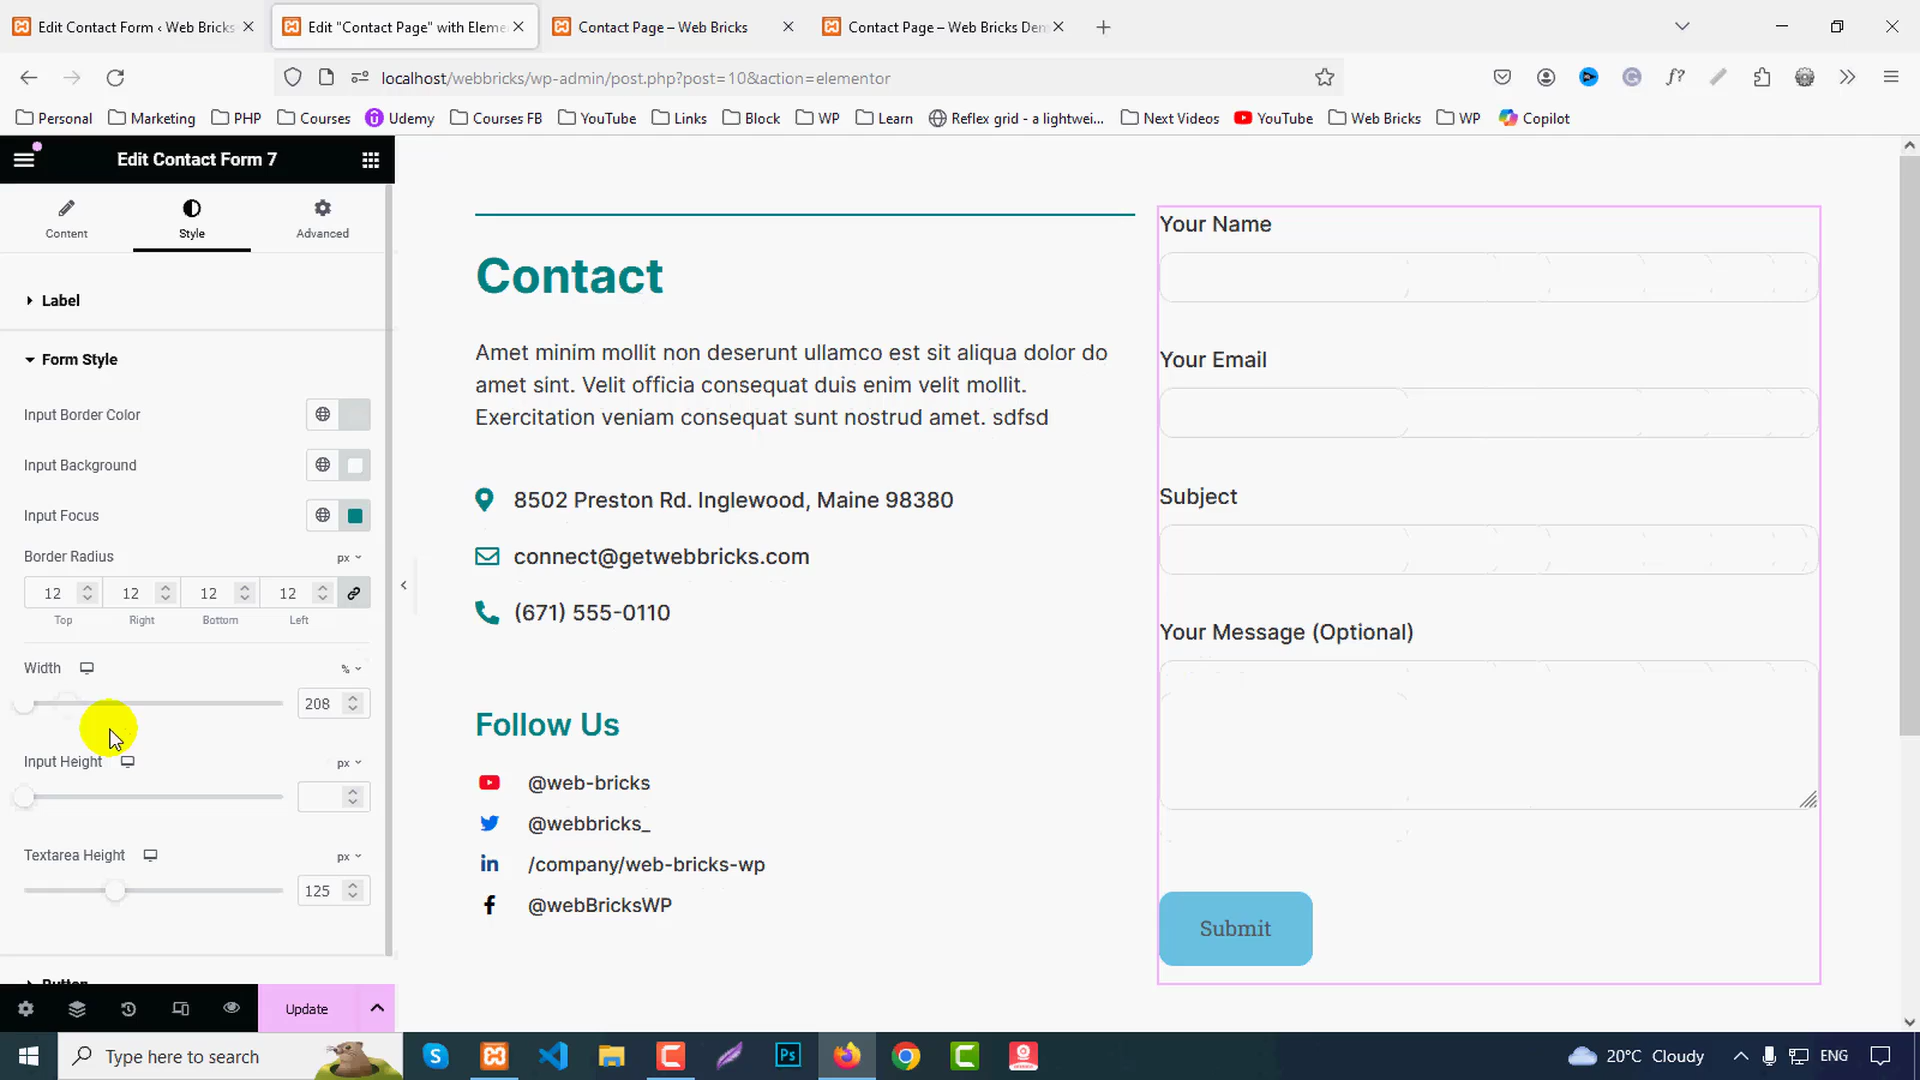 Edit Contact Form ‹ Web Bricks
Edit "Contact Page" with Eleme
Contact Page – Web Bricks
Contact Page – Web Bricks Den
localhost/webbricks/wp-admin/post.php?post=10&action=elementor
Personal
Marketing
PHP
Courses
Udemy
Courses FB
YouTube
Links
Block
WP
Learn
Reflex grid - a lightwei...
Next Videos
YouTube
Web Bricks
WP
Copilot
Edit Contact Form 7
Content
Style
Advanced
Label
Form Style
Input Border Color
Input Background
Input Focus
Border Radius
px
12
12
12
12
Top
Right
Bottom
Left
Width
%
208
Input Height
px
Textarea Height
px
125
Button
Update
Contact
Amet minim mollit non deserunt ullamco est sit aliqua dolor do
amet sint. Velit officia consequat duis enim velit mollit.
Exercitation veniam consequat sunt nostrud amet. sdfsd
8502 Preston Rd. Inglewood, Maine 98380
connect@getwebbricks.com
(671) 555-0110
Follow Us
@web-bricks
@webbricks_
/company/web-bricks-wp
@webBricksWP
Your Name
Your Email
Subject
Your Message (Optional)
Submit
Type here to search
20°C Cloudy
ENG